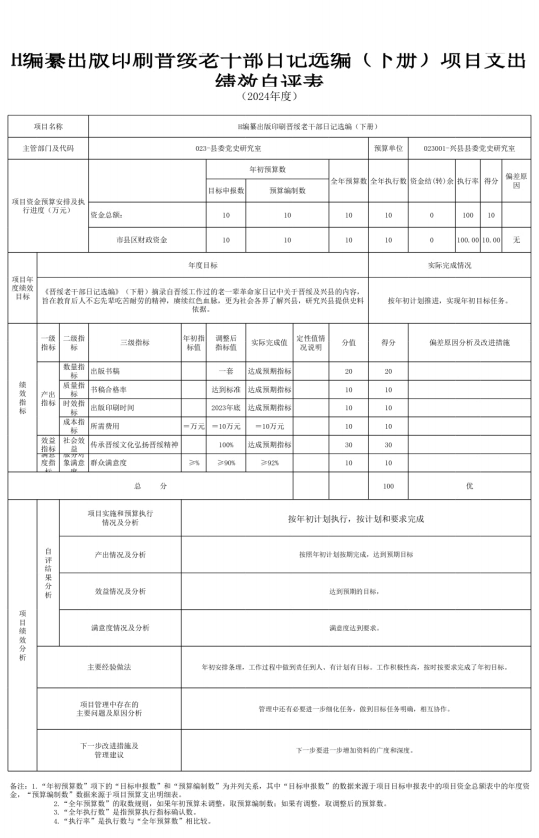 H编纂出版印刷晋绥老干部日记选编（下册）项目支出
绩效自评表
（2024年度）
项目名称 H编纂出版印刷晋绥老干部日记选编（下册）
主管部门及代码 023-县委党史研究室 预算单位 023001-兴县县委党史研究室
项目资金预算安排及执
行进度（万元）
年初预算数
目标申报数 预算编制数 全年预算数 全年执行数 资金结(转)余 执行率 得分 偏差原
因
资金总额： 10 10 10 10 0 100 10
市县区财政资金 10 10 10 10 0 100.00 10.00 无
项目年
度绩效
目标
年度目标 实际完成情况
《晋绥老干部日记选编》（下册）摘录自晋绥工作过的老一辈革命家日记中关于晋绥及兴县的内容，
旨在教育后人不忘先辈吃苦耐劳的精神，赓续红色血脉，更为社会各界了解兴县，研究兴县提供史料
依据。
按年初计划推进，实现年初目标任务。
绩
效
指
标
一级
指标 二级指
标 三级指标 年初指
标值 调整后
指标值 实际完成值 定性值情
况说明 分值 得分 偏差原因分析及改进措施
产出
指标
数量指
标 出版书稿 一套 达成预期指标 20 20
质量指
标 书稿合格率 达到标准 达成预期指标 10 10
时效指
标 出版印刷时间 2023年底 达成预期指标 10 10
成本指
标 所需费用 ＝万元 ＝10万元 ＝10万元 10 10
效益
指标 社会效
益 传承晋绥文化弘扬晋绥精神 100% 达成预期指标 30 30
满意
度指
标 服务对
象满意
度 群众满意度 ≥% ≥90% ≥92% 10 10
总 分 100 优
项
目
绩
效
分
析
自
评
结
果
分
析
项目实施和预算执行
情况及分析 按年初计划执行，按计划和要求完成
产出情况及分析 按照年初计划按期完成，达到预期目标
效益情况及分析 达到预期的目标，
满意度情况及分析 满意度达到要求。
主要经验做法 年初安排条理，工作过程中做到责任到人、有计划有目标。工作积极性高，按时按要求完成了年初目标。
项目管理中存在的
主要问题及原因分析 管理中还有必要进一步细化任务，做到目标任务明确，相互协作。
下一步改进措施及
管理建议 下一步要进一步增加资料的广度和深度。
备注：1.“年初预算数”项下的“目标申报数”和“预算编制数”为并列关系，其中“目标申报数”的数据来源于项目目标申报表中的项目资金总额表中的年度资
金，“预算编制数”数据来源于项目预算支出明细表。
2.“全年预算数”的取数规则，如果年初预算未调整，取预算编制数；如果有调整，取调整后的预算数。
3.“全年执行数”是指预算执行指标确认数。
4.“执行率”是执行数与“全年预算数”相比较。